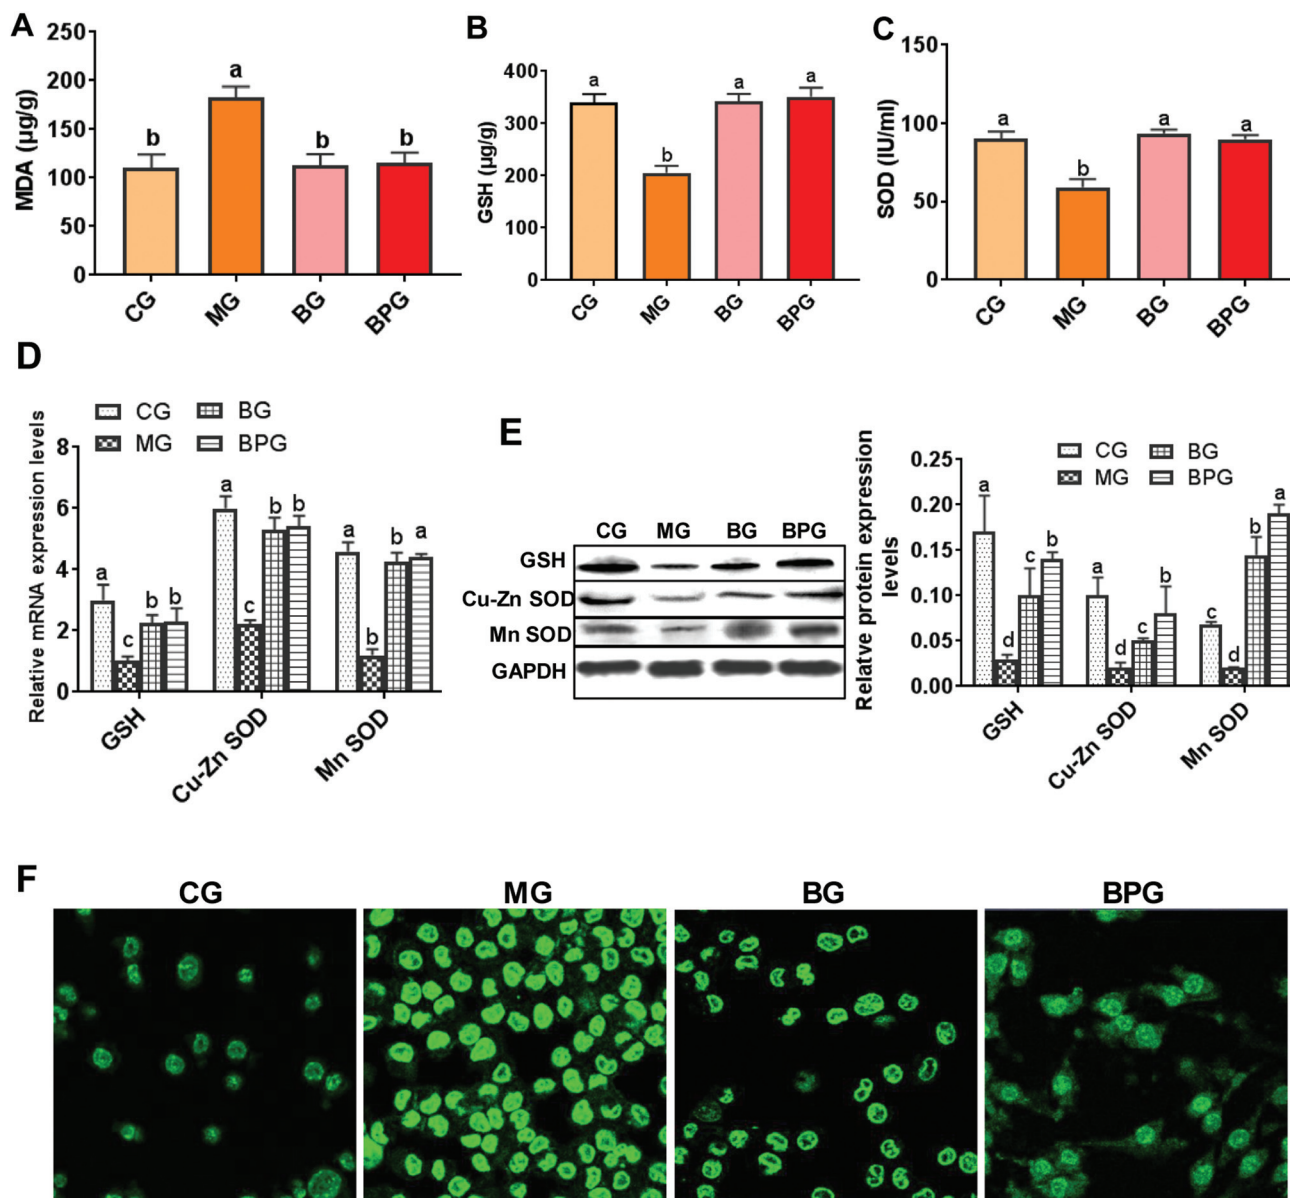 A
MDA (µg/g)
250
200
150
100
50
0
b
a
b
b
CG
MG
BG
BPG
B
GSH (µg/g)
400
300
200
100
0
a
b
a
a
CG
MG
BG
BPG
C
SOD (IU/ml)
150
100
50
0
a
b
a
a
CG
MG
BG
BPG
D
CG
BG
MG
BPG
Relative mRNA expression levels
8
6
4
2
0
a
c
b
b
a
c
b
b
a
b
b
a
GSH
Cu-Zn SOD
Mn SOD
E
CG MG BG BPG
GSH
Cu-Zn SOD
Mn SOD
GAPDH
Relatve protein expression
levels
CG
BG
MG
BPG
0.25
0.20
0.15
0.10
0.05
0.00
a
d
c
b
a
d
c
b
c
d
b
a
GSH
Cu-Zn SOD
Mn SOD
F
CG
MG
BG
BPG